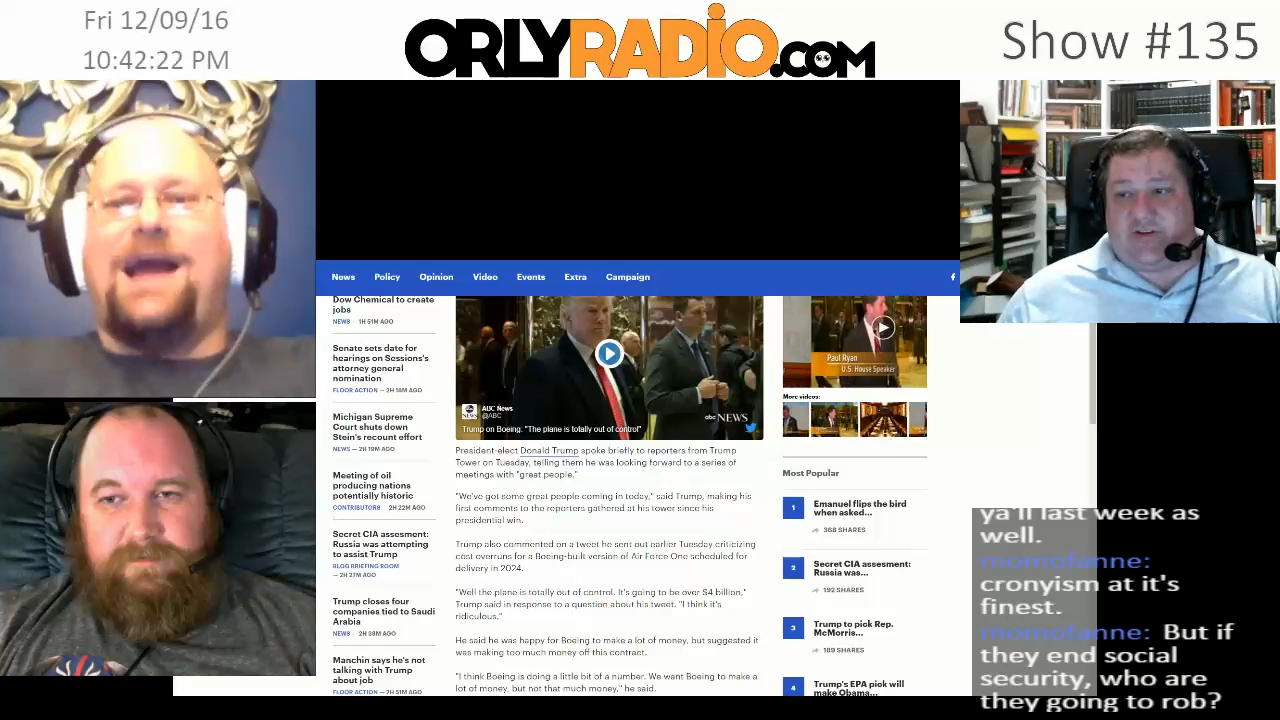 Fri 12/09/16
10:42:22 PM
ORLYRADIO.COM
Show #135
News Policy Opinion Video Events Extra Campaign
Dow Chemical to create
jobs
NEWS — 1H 51M AGO
Senate sets date for
hearings on Sessions's
attorney general
nomination
FLOOR ACTION — 2H 18M AGO
Michigan Supreme
Court shuts down
Stein's recount effort
NEWS — 2H 19M AGO
Meeting of oil
producing nations
potentially historic
CONTRIBUTORS 2H 22M AGO
Secret CIA assesment:
Russia was attempting
to assist Trump
BLOG BRIEFING ROOM
— 2H 27M AGO
Trump closes four
companies tied to Saudi
Arabia
NEWS — 2H 38M AGO
Manchin says he's not
talking with Trump
about job
FLOOR ACTION — 2H 51M AGO
ABC News
@ABC
abc NEWS
Trump on Boeing: "The plane is totally out of control"
President-elect Donald Trump spoke briefly to reporters from Trump
Tower on Tuesday, telling them he was looking forward to a series of
meetings with "great people."
"We've got some great people coming in today," said Trump, making his
first comments to the reporters gathered at his tower since his
presidential win.
Trump also commented on a tweet he sent out earlier Tuesday criticizing
cost overruns for a Boeing-built version of Air Force One scheduled for
delivery in 2024.
"Well the plane is totally out of control. It's going to be over $4 billion,"
Trump said in response to a question about his tweet. "I think it's
ridiculous."
He said he was happy for Boeing to make a lot of money, but suggested it
was making too much money off this contract.
"I think Boeing is doing a little bit of a number. We want Boeing to make a
lot of money, but not that much money," he said.
Paul Ryan
U.S. House Speaker
More videos:
Most Popular
1
Emanuel flips the bird
when asked...
368 SHARES
2
Secret CIA assesment:
Russia was...
192 SHARES
3
Trump to pick Rep.
McMorris...
189 SHARES
4
Trump's EPA pick will
make Obama...
ya'll last week as
well.
momofanne:
cronyism at it's
finest.
momofanne: But if
they end social
security, who are
they going to rob?